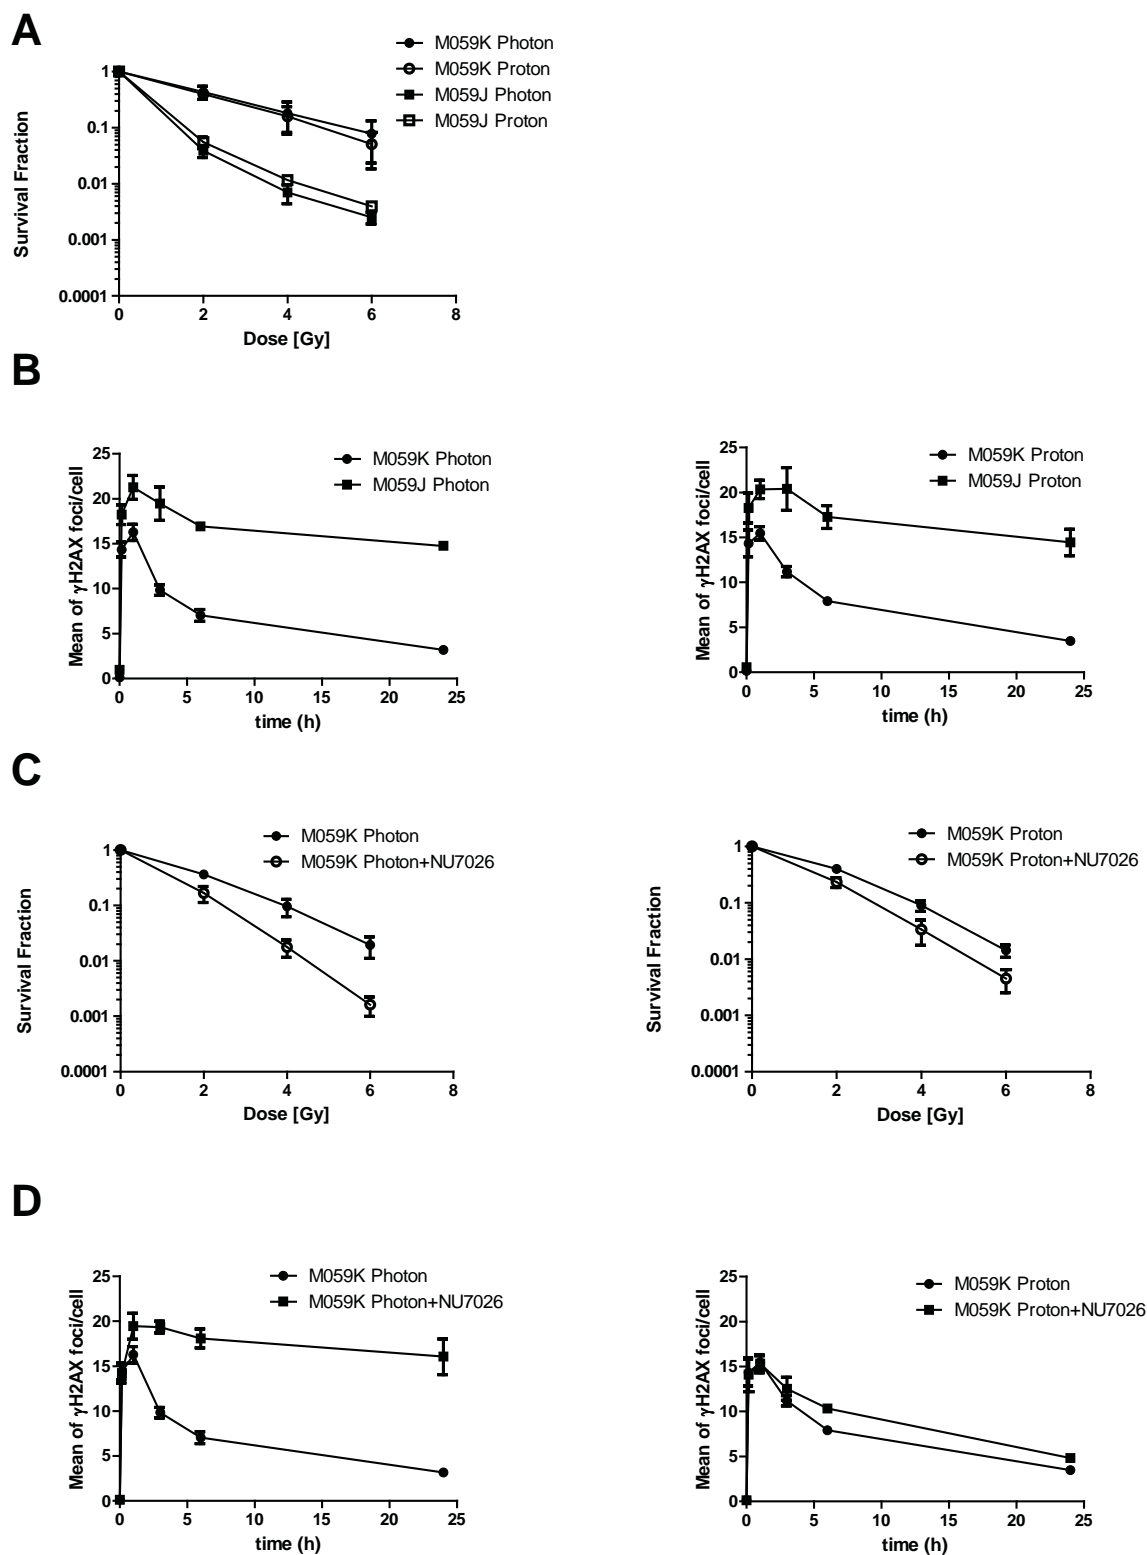 A
M059K Photon
M059K Proton
M059J Photon
M059J Proton
Survival Fraction
1
0.1
0.01
0.001
0.0001
0 2 4 6 8
Dose [Gy]
B
M059K Photon
M059J Photon
Mean of γH2AX foci/cell
25
20
15
10
5
0
0 5 10 15 20 25
time (h)
M059K Proton
M059J Proton
Mean of γH2AX foci/cell
25
20
15
10
5
0
0 5 10 15 20 25
time (h)
C
M059K Photon
M059K Photon+NU7026
Survival Fraction
1
0.1
0.01
0.001
0.0001
0 2 4 6 8
Dose [Gy]
M059K Proton
M059K Proton+NU7026
Survival Fraction
1
0.1
0.01
0.001
0.0001
0 2 4 6 8
Dose [Gy]
D
M059K Photon
M059K Photon+NU7026
Mean of γH2AX foci/cell
25
20
15
10
5
0
0 5 10 15 20 25
time (h)
M059K Proton
M059K Proton+NU7026
Mean of γH2AX foci/cell
25
20
15
10
5
0
0 5 10 15 20 25
time (h)